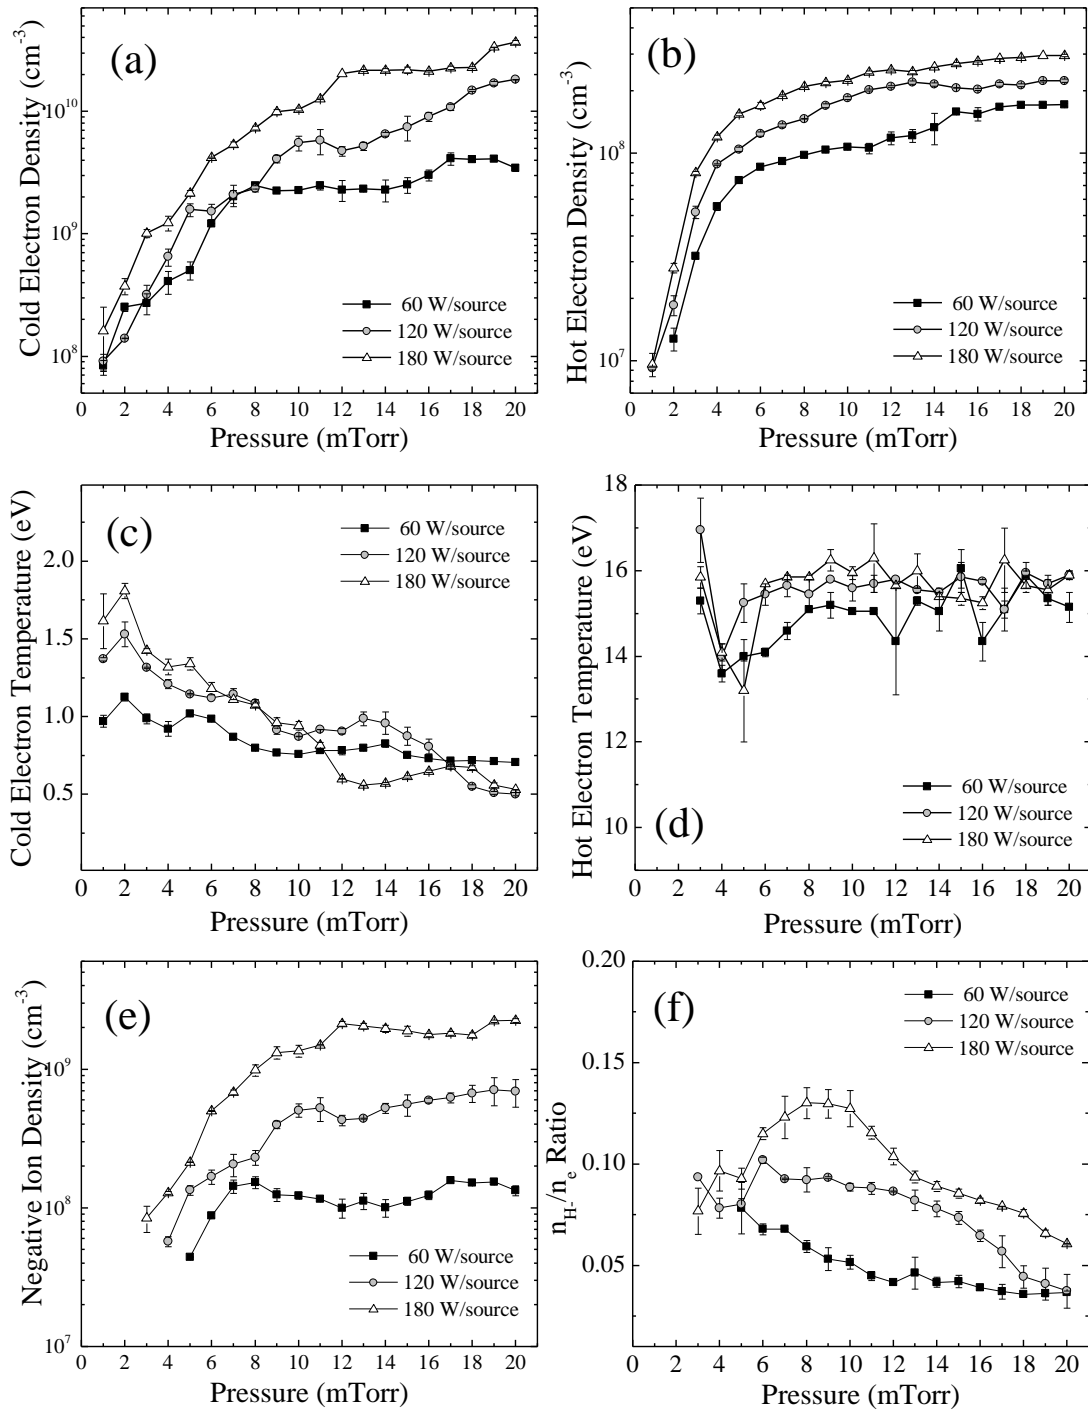 (a)
Cold Electron Density (cm⁻³)
10¹⁰
10⁹
10⁸
60 W/source
120 W/source
180 W/source
0 2 4 6 8 10 12 14 16 18 20
Pressure (mTorr)
(b)
Hot Electron Density (cm⁻³)
10⁸
10⁷
60 W/source
120 W/source
180 W/source
0 2 4 6 8 10 12 14 16 18 20
Pressure (mTorr)
(c)
Cold Electron Temperature (eV)
2.0
1.5
1.0
0.5
60 W/source
120 W/source
180 W/source
0 2 4 6 8 10 12 14 16 18 20
Pressure (mTorr)
(d)
Hot Electron Temperature (eV)
18
16
14
12
10
60 W/source
120 W/source
180 W/source
0 2 4 6 8 10 12 14 16 18 20
Pressure (mTorr)
(e)
Negative Ion Density (cm⁻³)
10⁹
10⁸
10⁷
60 W/source
120 W/source
180 W/source
0 2 4 6 8 10 12 14 16 18 20
Pressure (mTorr)
(f)
n_H-/n_e Ratio
0.20
0.15
0.10
0.05
60 W/source
120 W/source
180 W/source
0 2 4 6 8 10 12 14 16 18 20
Pressure (mTorr)